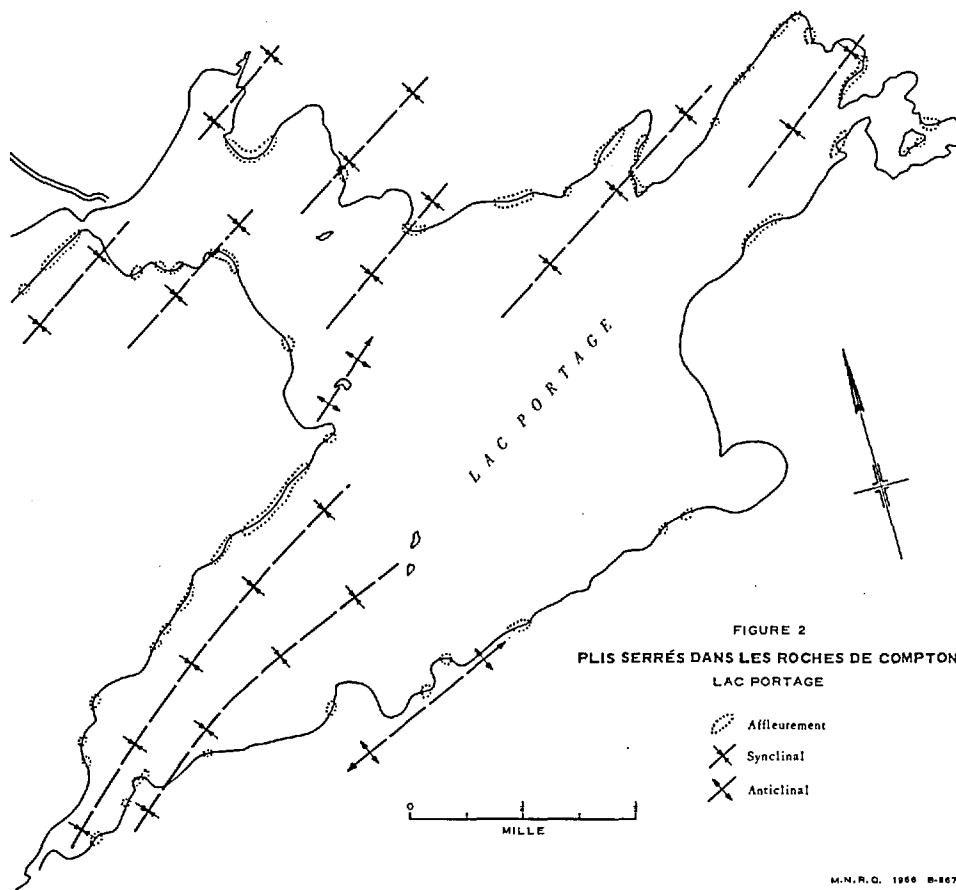 LAC PORTAGE
FIGURE 2
PLIS SERRÉS DANS LES ROCHES DE COMPTON
LAC PORTAGE
Affleurement
Synclinal
Anticlinal
0
MILLE
M.N.R.Q. 1966 B-867